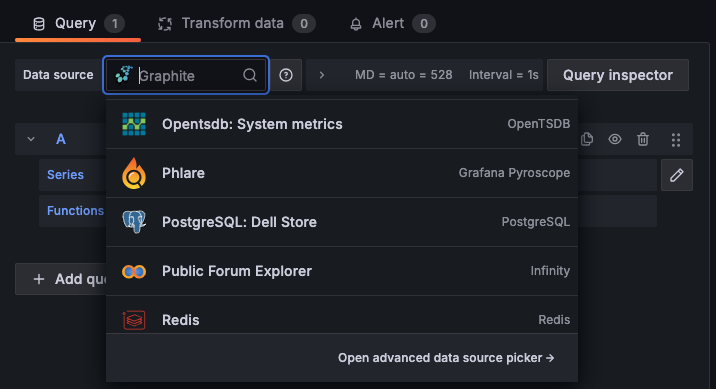 Query 1 Transform data 0 Alert 0
Data source Graphite MD = auto = 528 Interval = 1s Query inspector
Opentsdb: System metrics OpenTSDB
A
Phlare Grafana Pyroscope
Series
PostgreSQL: Dell Store PostgreSQL
Functions
Public Forum Explorer Infinity
+ Add que
Redis Redis
Open advanced data source picker →